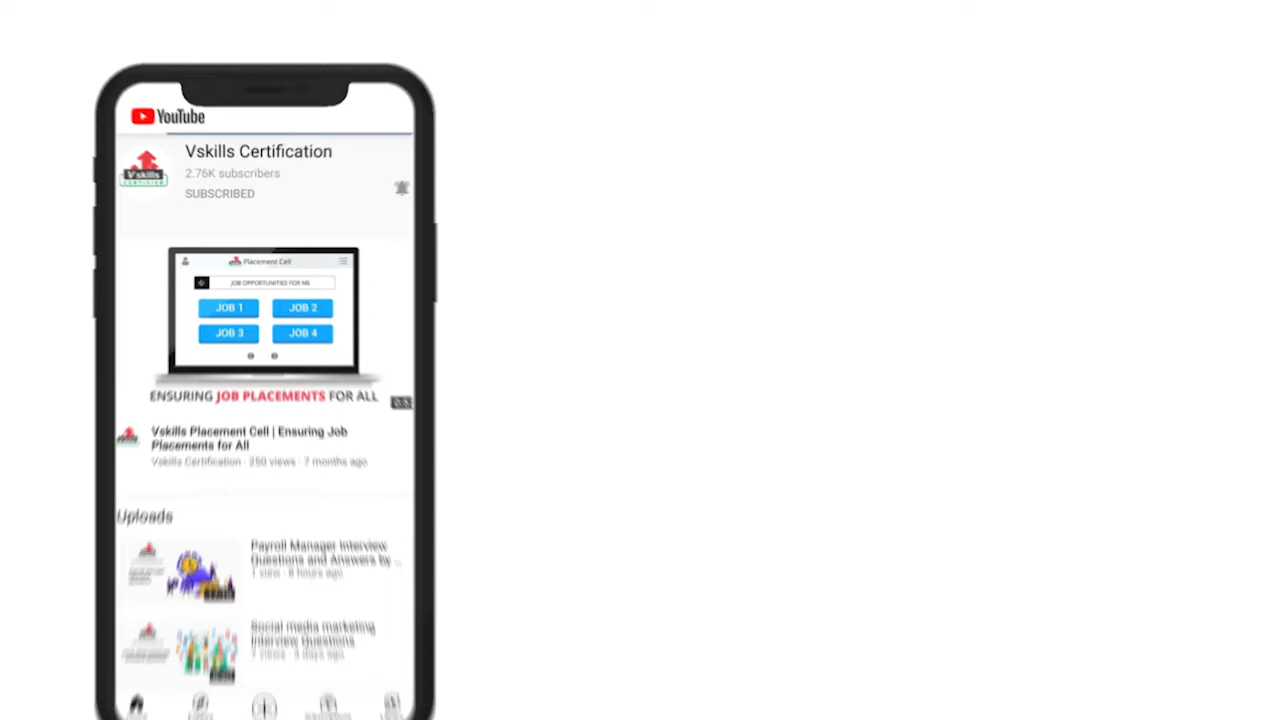 YouTube
Vskills Certification
2.76K subscribers
SUBSCRIBED
Vskills
CERTIFIED
Placement Cell
JOB OPPORTUNITIES FOR ME
JOB 1 JOB 2
JOB 3 JOB 4
ENSURING JOB PLACEMENTS FOR ALL
Vskills Placement Cell | Ensuring Job
Placements for All
Vskills Certification · 250 views · 7 months ago
Uploads
Payroll Manager Interview
Questions and Answers by
1 view · 8 hours ago
Social media marketing
Interview Questions